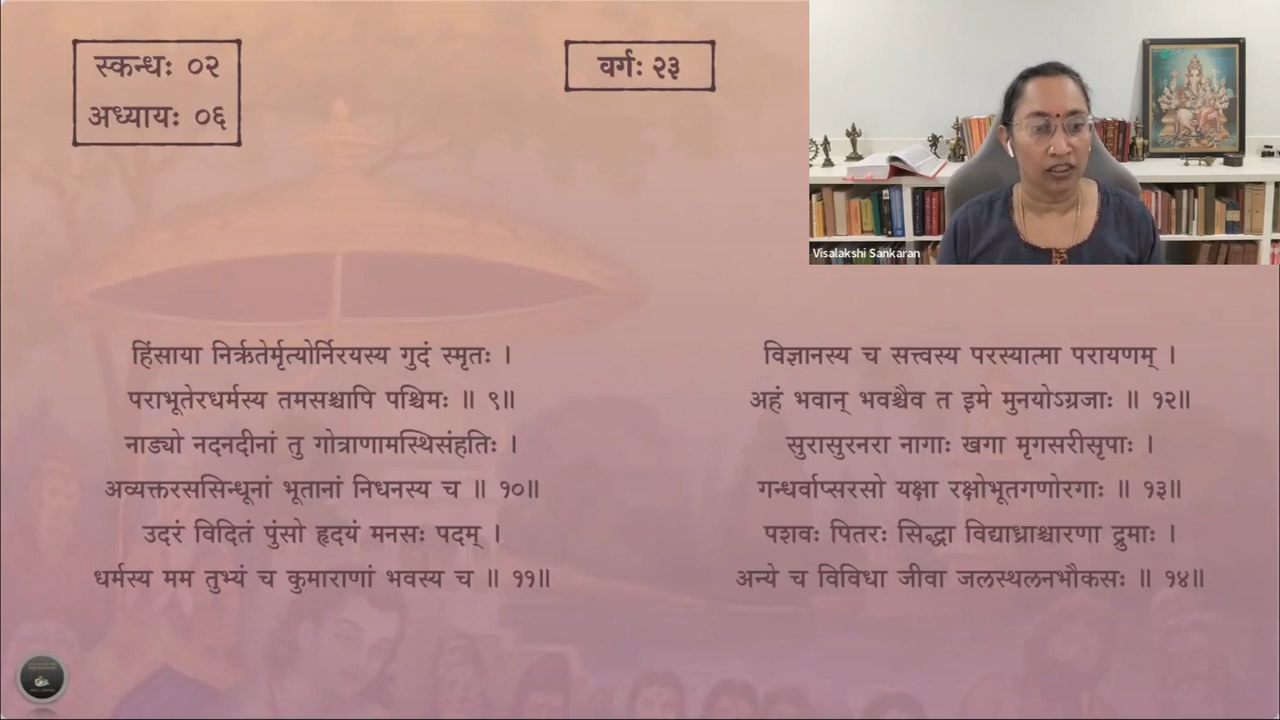 स्कन्धः ०२
अध्यायः ०६
वर्गः २३
Visalakshi Sankaran
हिंसाया निर्ऋतेर्मृत्योर्निरयस्य गुदं स्मृतः ।
पराभूतेरधर्मस्य तमसश्चापि पश्चिमः ॥ ९॥
नाड्यो नदनदीनां तु गोत्राणामस्थिसंहतिः ।
अव्यक्तरससिन्धूनां भूतानां निधनस्य च ॥ १०॥
उदरं विदितं पुंसो हृदयं मनसः पदम् ।
धर्मस्य मम तुभ्यं च कुमाराणां भवस्य च ॥ ११॥
विज्ञानस्य च सत्त्वस्य परस्यात्मा परायणम् ।
अहं भवान् भवश्चैव त इमे मुनयोऽग्रजाः ॥ १२॥
सुरासुरनरा नागाः खगा मृगसरीसृपाः ।
गन्धर्वाप्सरसो यक्षा रक्षोभूतगणोरगाः ॥ १३॥
पशवः पितरः सिद्धा विद्याध्राश्चारणा द्रुमाः ।
अन्ये च विविधा जीवा जलस्थलनभौकसः ॥ १४॥